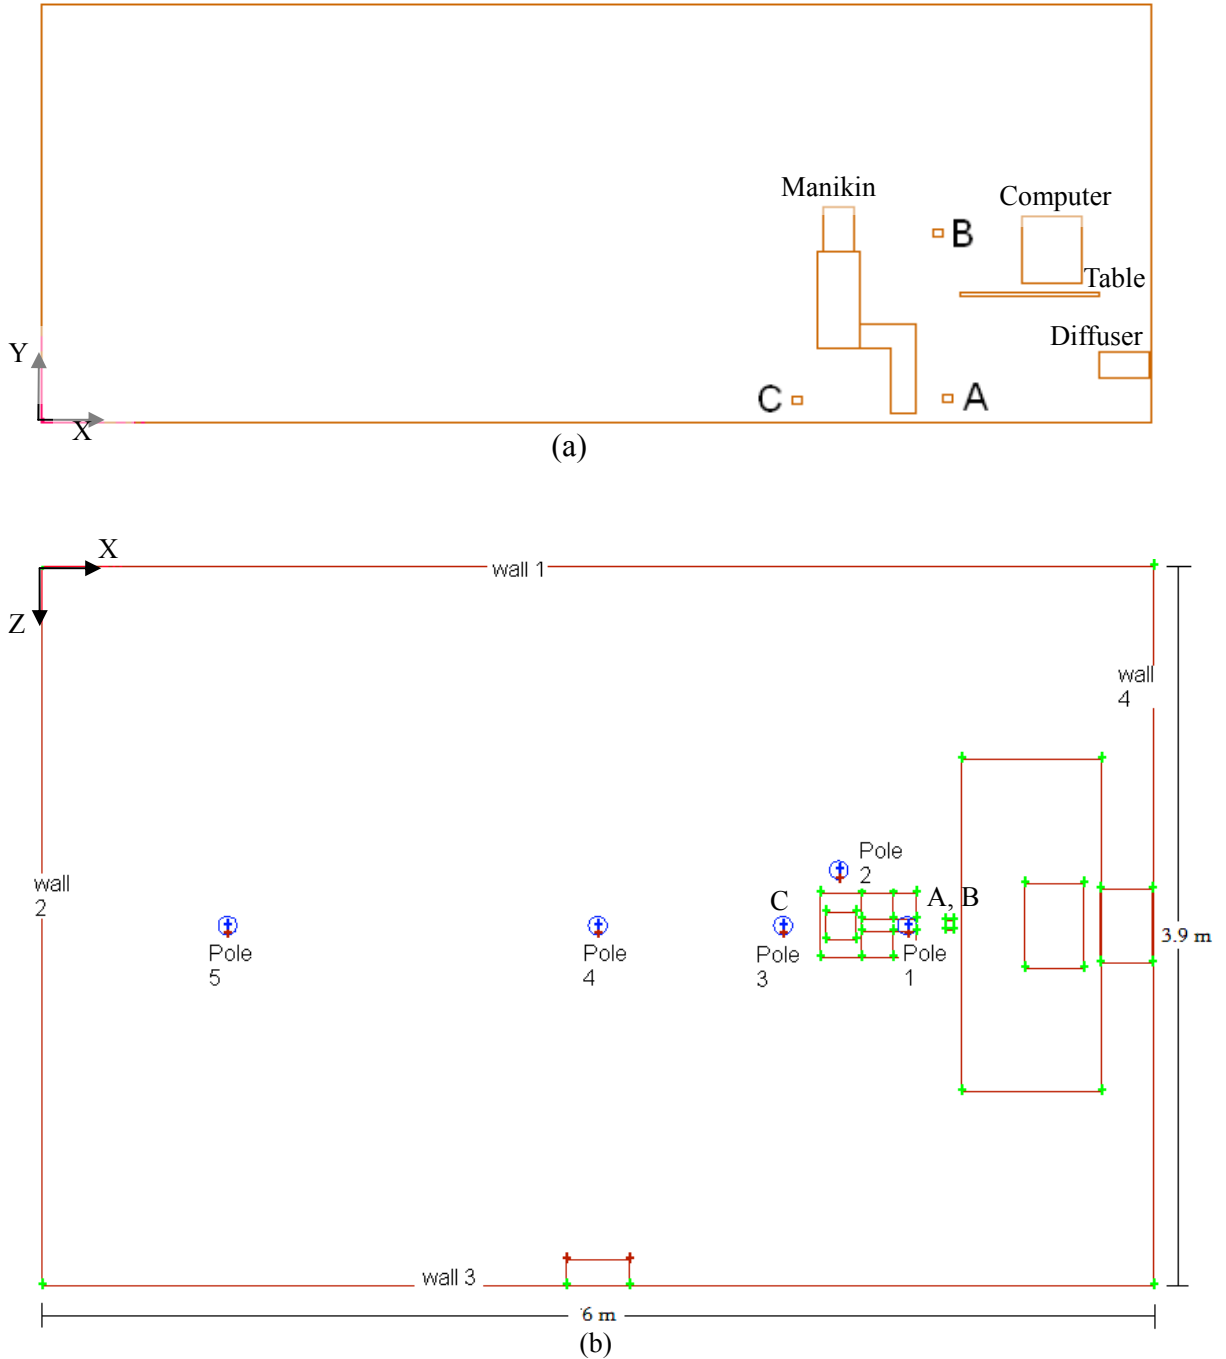 Manikin
Computer
B
Table
Diffuser
Y
C
A
X
(a)
X
wall 1
Z
wall
4
Pole
2
wall
2
C
A, B
3.9 m
Pole
5
Pole
4
Pole
3
Pole
1
wall 3
6 m
(b)